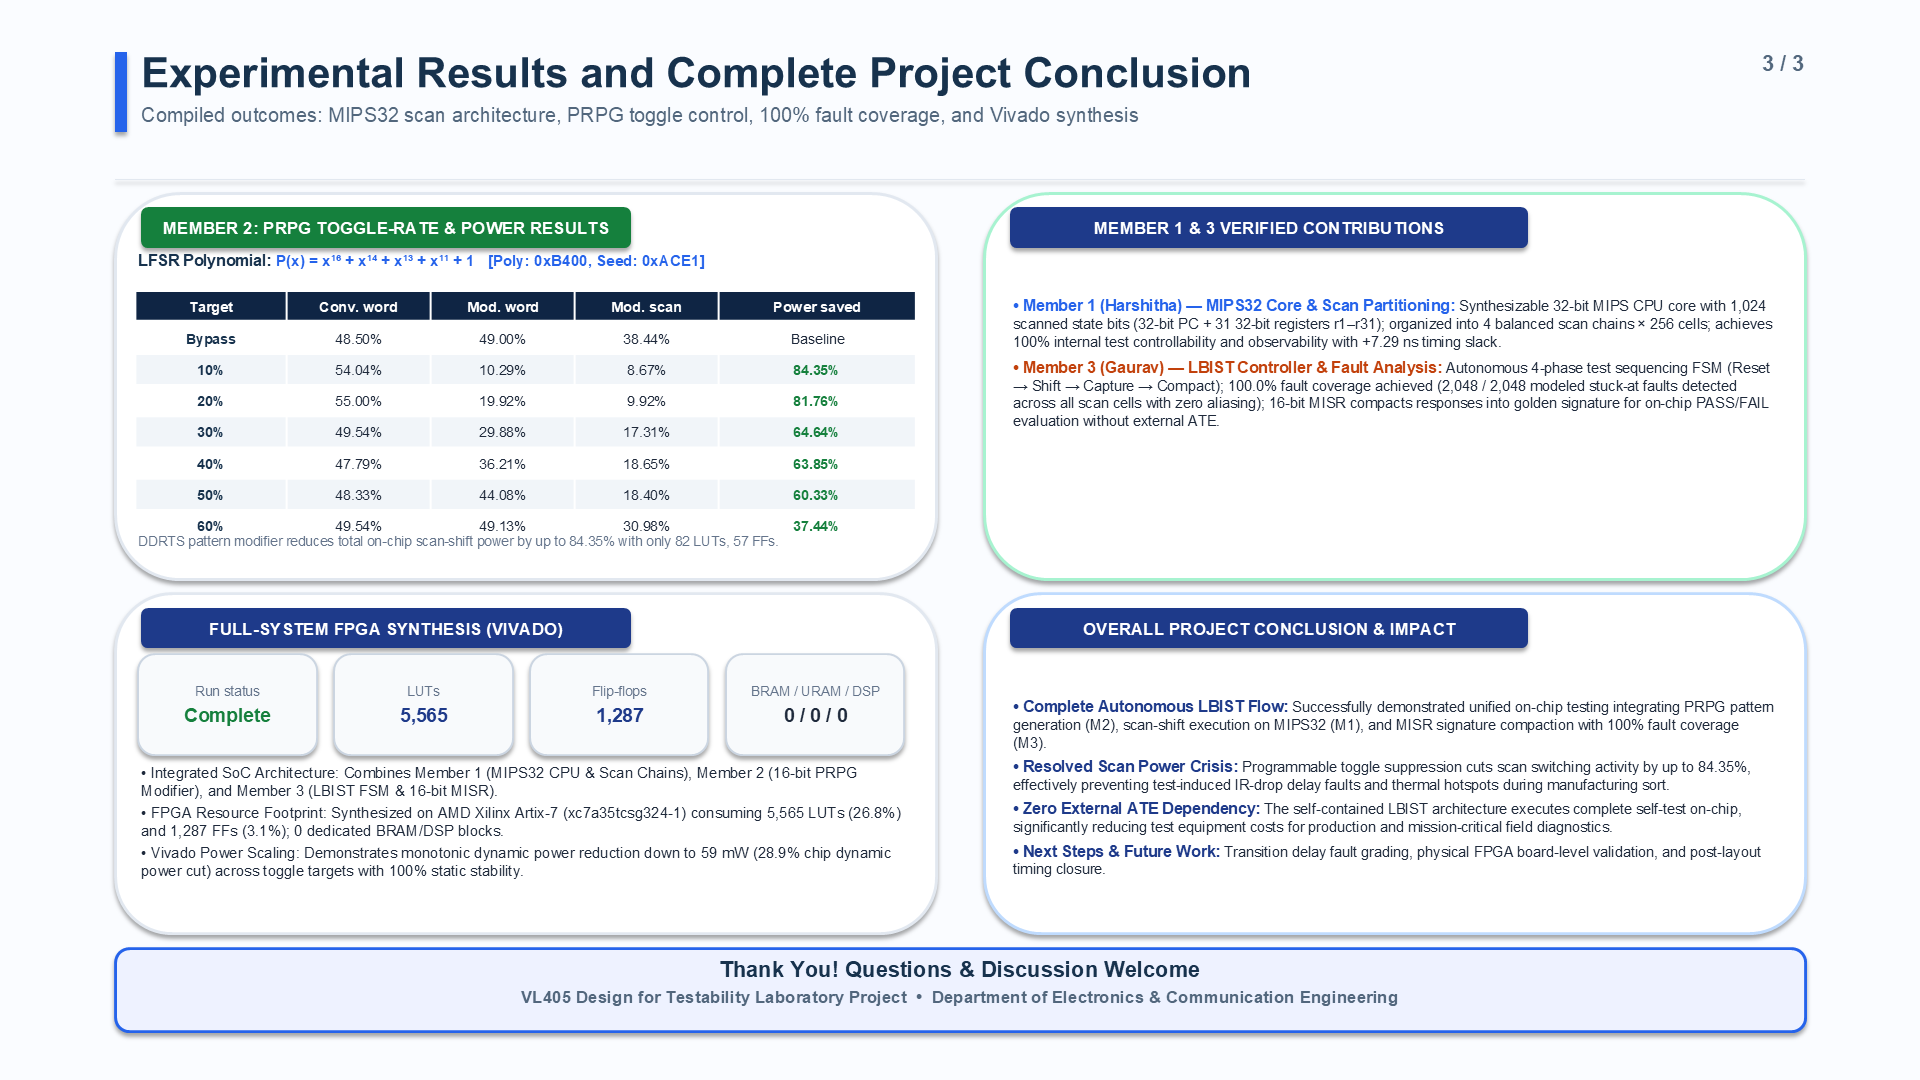 Experimental Results and Complete Project Conclusion
3 / 3
Compiled outcomes: MIPS32 scan architecture, PRPG toggle control, 100% fault coverage, and Vivado synthesis
MEMBER 2: PRPG TOGGLE-RATE & POWER RESULTS
LFSR Polynomial: P(x) = x¹⁶ + x¹⁴ + x¹³ + x¹¹ + 1 [Poly: 0xB400, Seed: 0xACE1]
Target Conv. word Mod. word Mod. scan Power saved
Bypass 48.50% 49.00% 38.44% Baseline
10% 54.04% 10.29% 8.67% 84.35%
20% 55.00% 19.92% 9.92% 81.76%
30% 49.54% 29.88% 17.31% 64.64%
40% 47.79% 36.21% 18.65% 63.85%
50% 48.33% 44.08% 18.40% 60.33%
60% 49.54% 49.13% 30.98% 37.44%
DDRTS pattern modifier reduces total on-chip scan-shift power by up to 84.35% with only 82 LUTs, 57 FFs.
MEMBER 1 & 3 VERIFIED CONTRIBUTIONS
• Member 1 (Harshitha) — MIPS32 Core & Scan Partitioning: Synthesizable 32-bit MIPS CPU core with 1,024
scanned state bits (32-bit PC + 31 32-bit registers r1–r31); organized into 4 balanced scan chains × 256 cells; achieves
100% internal test controllability and observability with +7.29 ns timing slack.
• Member 3 (Gaurav) — LBIST Controller & Fault Analysis: Autonomous 4-phase test sequencing FSM (Reset
→ Shift → Capture → Compact); 100.0% fault coverage achieved (2,048 / 2,048 modeled stuck-at faults detected
across all scan cells with zero aliasing); 16-bit MISR compacts responses into golden signature for on-chip PASS/FAIL
evaluation without external ATE.
FULL-SYSTEM FPGA SYNTHESIS (VIVADO)
Run status LUTs Flip-flops BRAM / URAM / DSP
Complete 5,565 1,287 0 / 0 / 0
• Integrated SoC Architecture: Combines Member 1 (MIPS32 CPU & Scan Chains), Member 2 (16-bit PRPG
Modifier), and Member 3 (LBIST FSM & 16-bit MISR).
• FPGA Resource Footprint: Synthesized on AMD Xilinx Artix-7 (xc7a35tcsg324-1) consuming 5,565 LUTs (26.8%)
and 1,287 FFs (3.1%); 0 dedicated BRAM/DSP blocks.
• Vivado Power Scaling: Demonstrates monotonic dynamic power reduction down to 59 mW (28.9% chip dynamic
power cut) across toggle targets with 100% static stability.
OVERALL PROJECT CONCLUSION & IMPACT
• Complete Autonomous LBIST Flow: Successfully demonstrated unified on-chip testing integrating PRPG pattern
generation (M2), scan-shift execution on MIPS32 (M1), and MISR signature compaction with 100% fault coverage
(M3).
• Resolved Scan Power Crisis: Programmable toggle suppression cuts scan switching activity by up to 84.35%,
effectively preventing test-induced IR-drop delay faults and thermal hotspots during manufacturing sort.
• Zero External ATE Dependency: The self-contained LBIST architecture executes complete self-test on-chip,
significantly reducing test equipment costs for production and mission-critical field diagnostics.
• Next Steps & Future Work: Transition delay fault grading, physical FPGA board-level validation, and post-layout
timing closure.
Thank You! Questions & Discussion Welcome
VL405 Design for Testability Laboratory Project • Department of Electronics & Communication Engineering